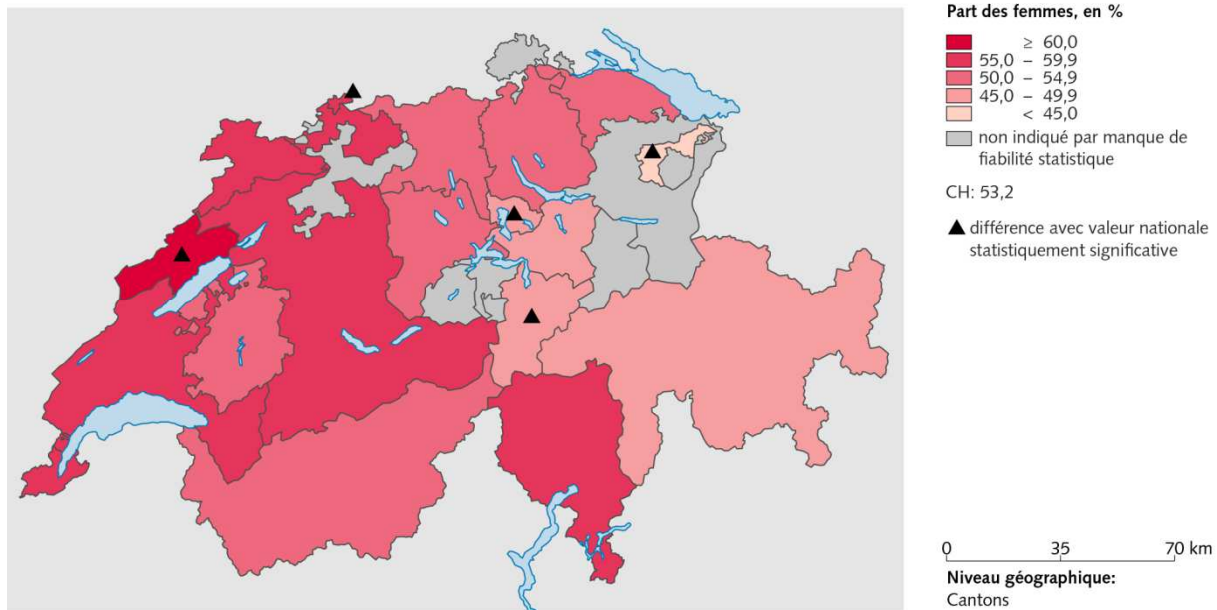 Part des femmes, en %
≥ 60,0
55,0 – 59,9
50,0 – 54,9
45,0 – 49,9
< 45,0
non indiqué par manque de
fiabilité statistique
CH: 53,2
différence avec valeur nationale
statistiquement significative
0 35 70 km
Niveau géographique:
Cantons